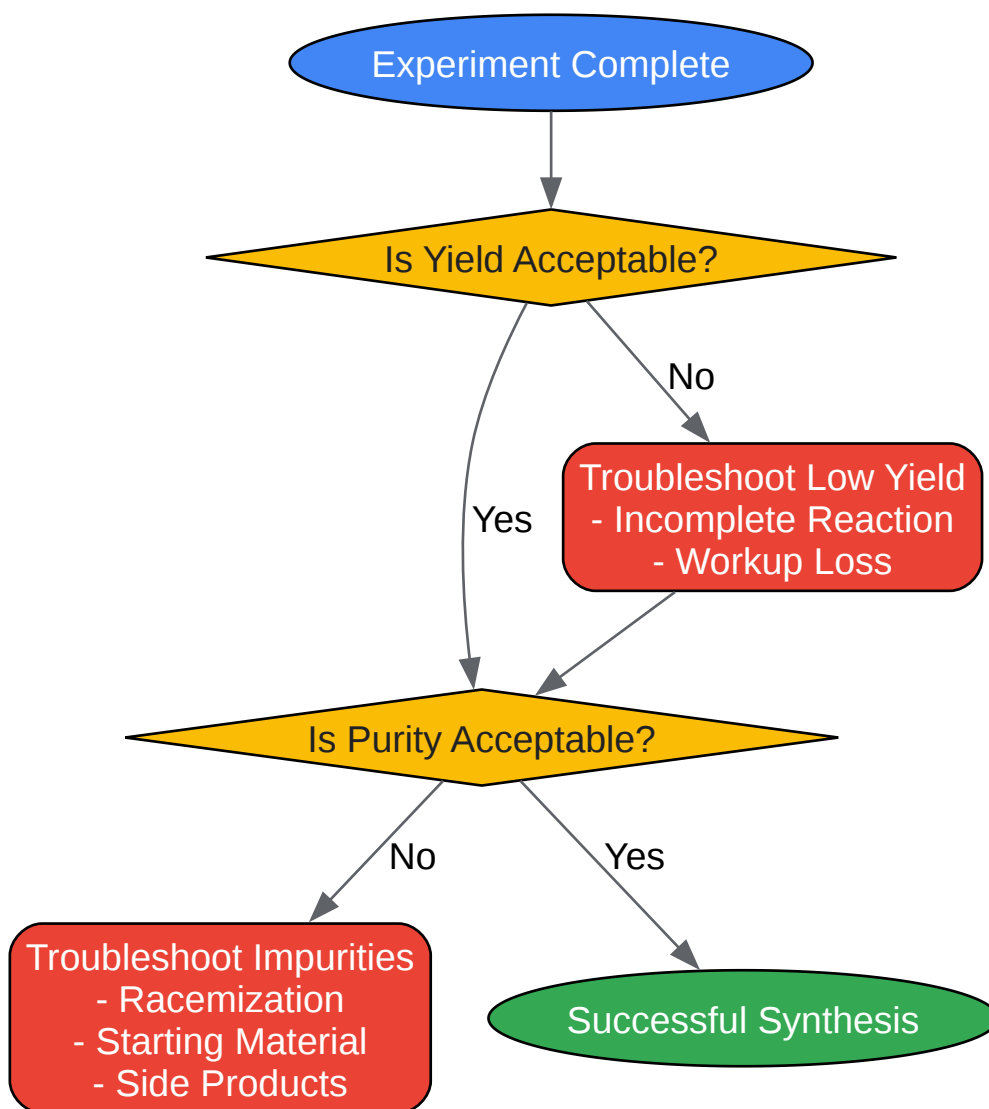 Experiment Complete
Is Yield Acceptable?
No
Troubleshoot Low Yield
- Incomplete Reaction
- Workup Loss
Yes
Is Purity Acceptable?
No
Yes
Troubleshoot Impurities
- Racemization
- Starting Material
- Side Products
Successful Synthesis